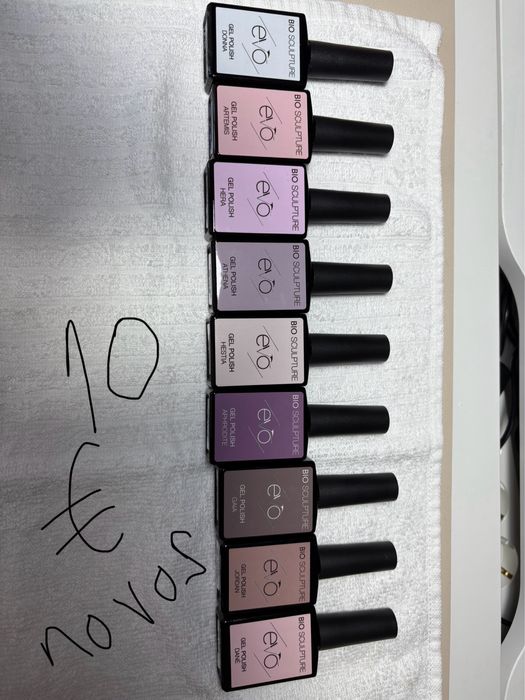 BIO SCULPTURE
evo
GEL POLISH
DONNA
BIO SCULPTURE
evo
GEL POLISH
ARTEMIS
BIO SCULPTURE
evo
GEL POLISH
HERA
BIO SCULPTURE
evo
GEL POLISH
ATHENA
BIO SCULPTURE
evo
GEL POLISH
HESTIA
BIO SCULPTURE
evo
GEL POLISH
APHRODITE
BIO SCULPTURE
evo
GEL POLISH
GAIA
BIO SCULPTURE
evo
GEL POLISH
JORDAN
BIO SCULPTURE
evo
GEL POLISH
DANÉ
10
novos